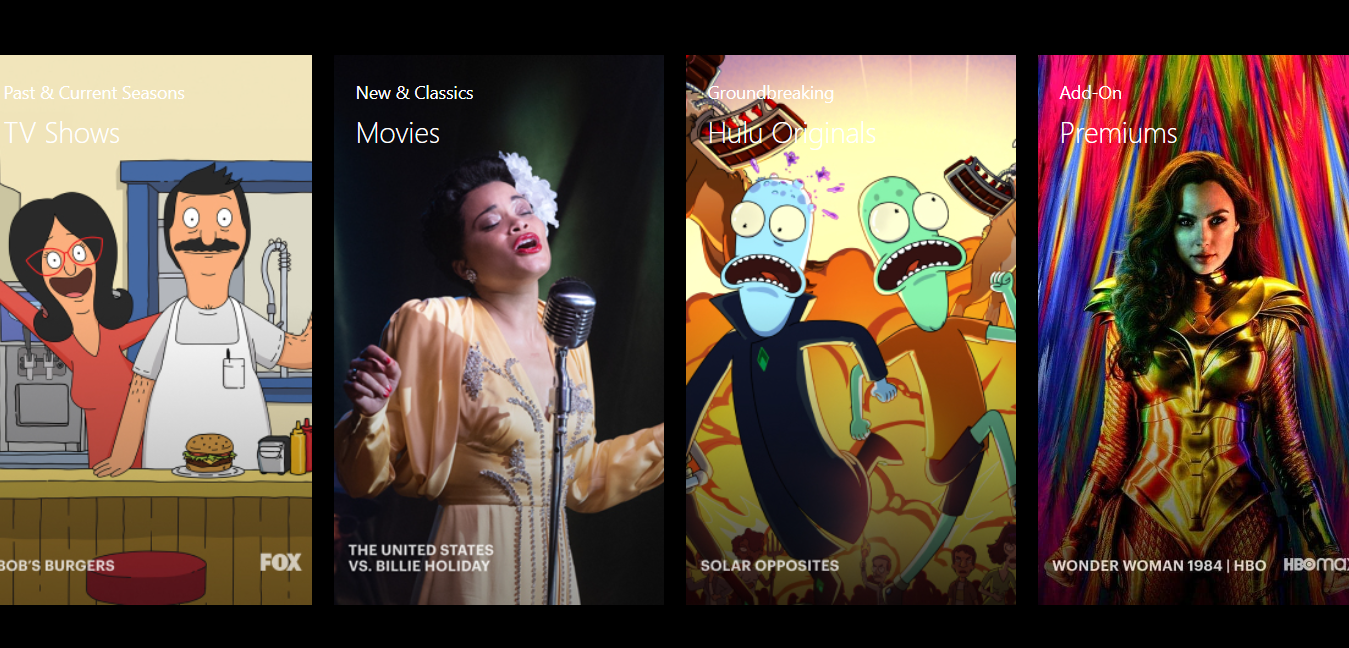 Past & Current Seasons
TV Shows
BOB'S BURGERS
FOX
New & Classics
Movies
THE UNITED STATES
VS. BILLIE HOLIDAY
Groundbreaking
Hulu Originals
SOLAR OPPOSITES
Add-On
Premiums
WONDER WOMAN 1984 | HBO
HBOmax